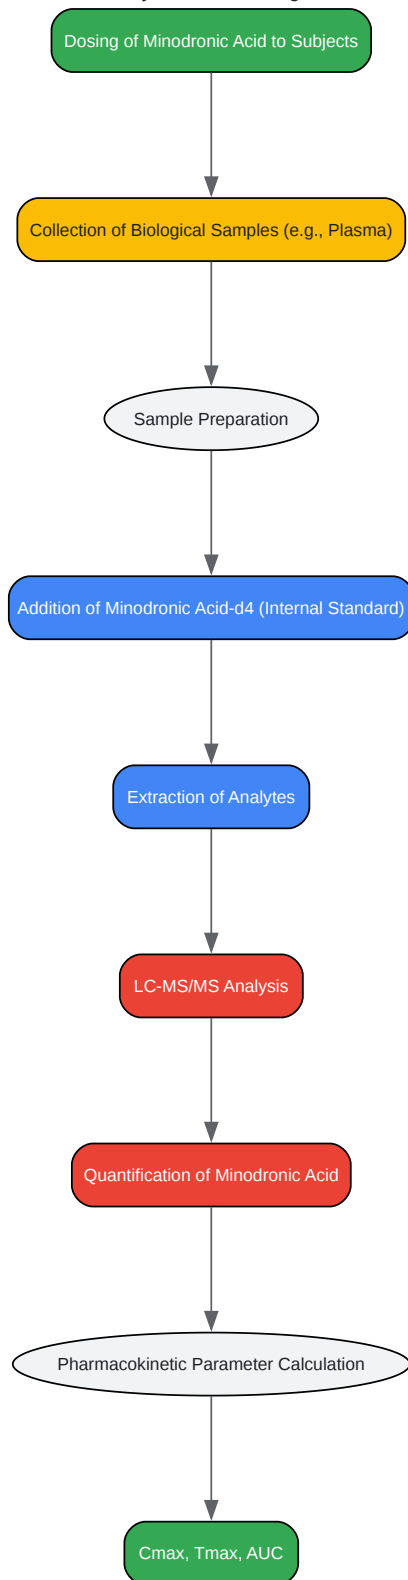 Dosing of Minodronic Acid to Subjects
Collection of Biological Samples (e.g., Plasma)
Sample Preparation
Addition of Minodronic Acid-d4 (Internal Standard)
Extraction of Analytes
LC-MS/MS Analysis
Quantification of Minodronic Acid
Pharmacokinetic Parameter Calculation
Cmax, Tmax, AUC